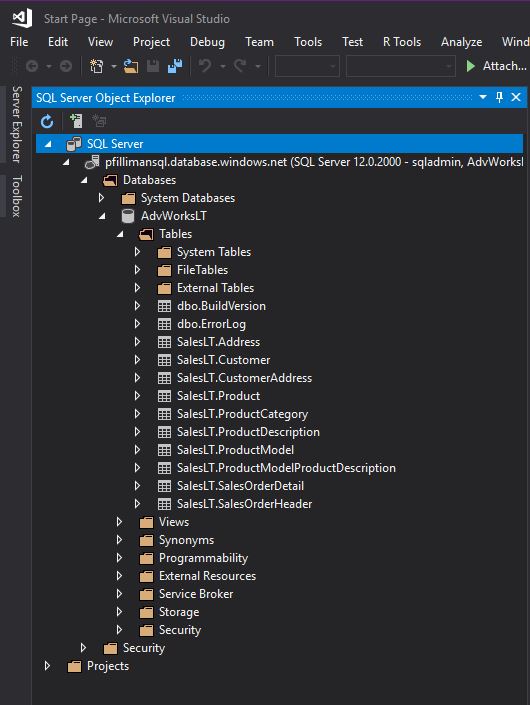 Start Page - Microsoft Visual Studio
File Edit View Project Debug Team Tools Test R Tools Analyze Wind
Attach...
Server Explorer
Toolbox
SQL Server Object Explorer
SQL Server
pfillimansql.database.windows.net (SQL Server 12.0.2000 - sqladmin, AdvWorksl
Databases
System Databases
AdvWorksLT
Tables
System Tables
FileTables
External Tables
dbo.BuildVersion
dbo.ErrorLog
SalesLT.Address
SalesLT.Customer
SalesLT.CustomerAddress
SalesLT.Product
SalesLT.ProductCategory
SalesLT.ProductDescription
SalesLT.ProductModel
SalesLT.ProductModelProductDescription
SalesLT.SalesOrderDetail
SalesLT.SalesOrderHeader
Views
Synonyms
Programmability
External Resources
Service Broker
Storage
Security
Security
Projects